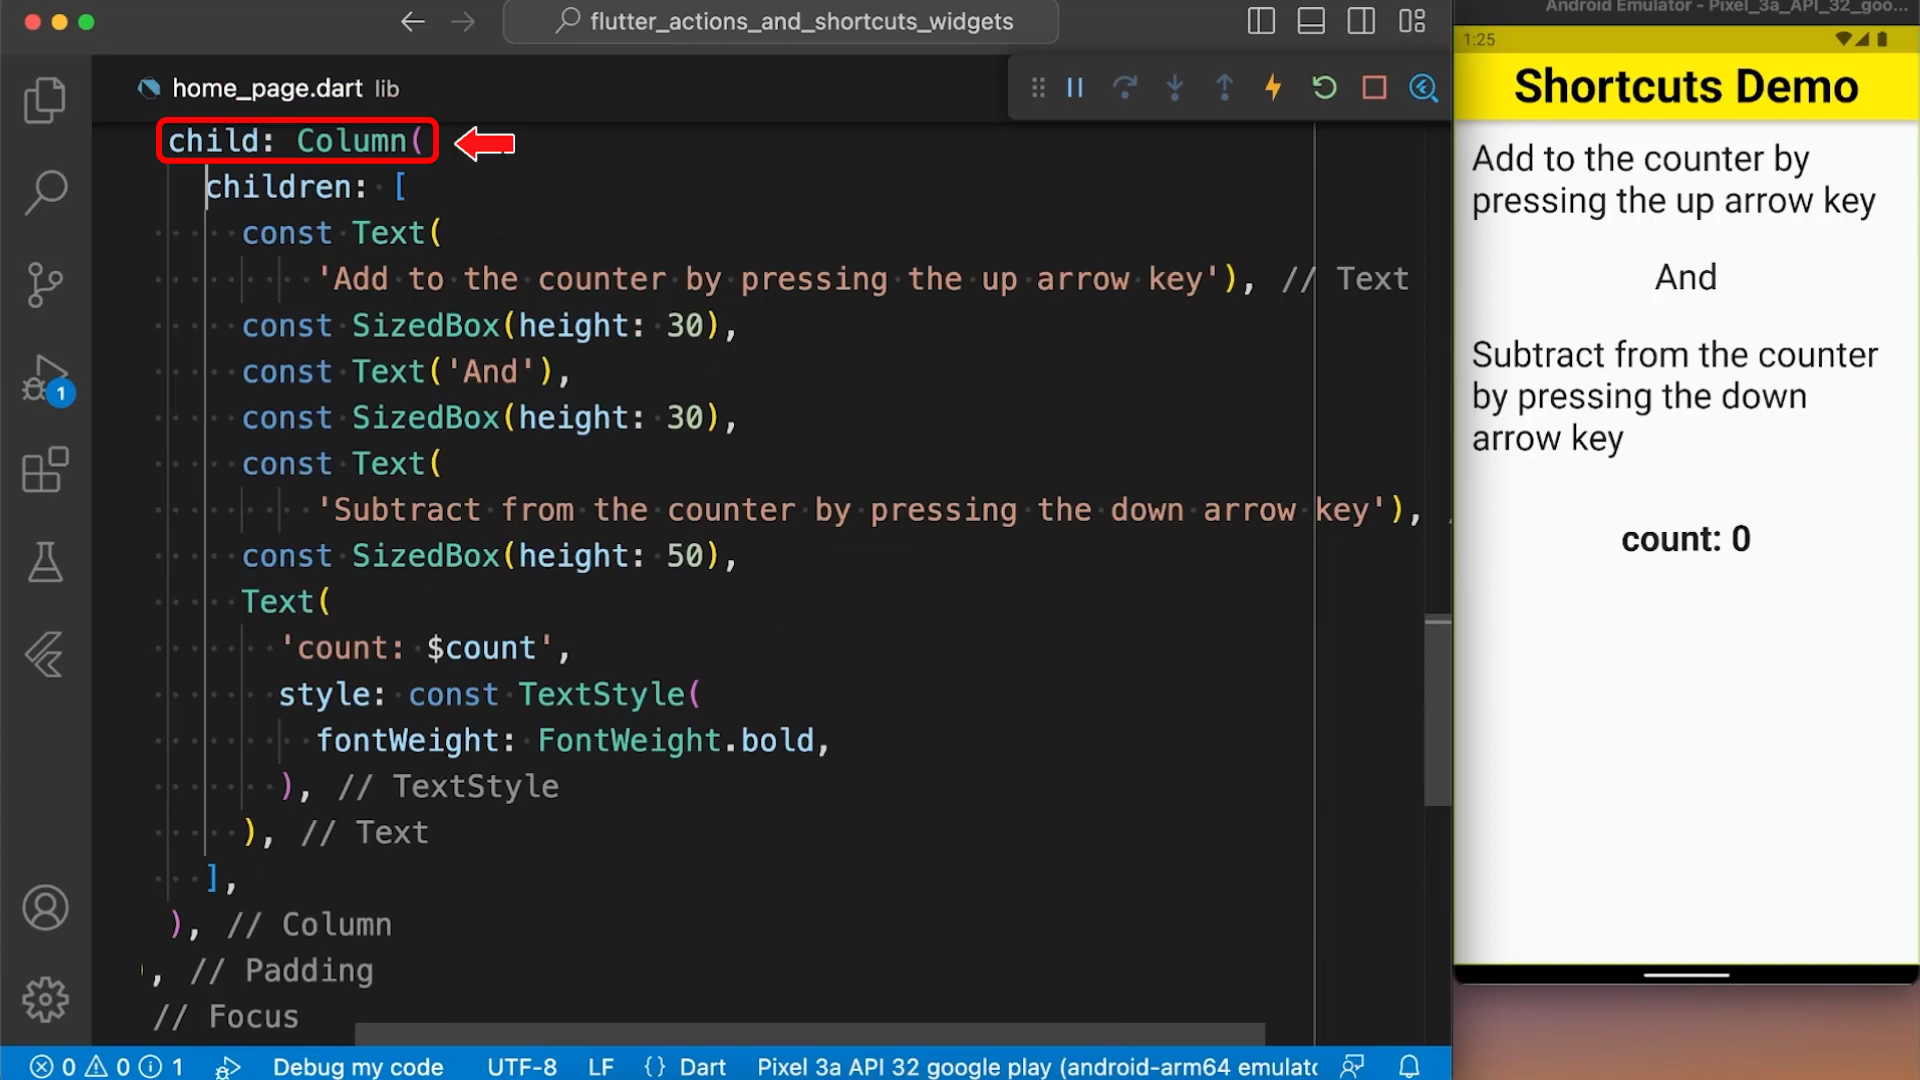 flutter_actions_and_shortcuts_widgets
home_page.dart lib
child: Column(
children: [
const Text(
'Add to the counter by pressing the up arrow key'), // Text
const SizedBox(height: 30),
const Text('And'),
const SizedBox(height: 30),
const Text(
'Subtract from the counter by pressing the down arrow key'),
const SizedBox(height: 50),
Text(
'count: $count',
style: const TextStyle(
fontWeight: FontWeight.bold,
), // TextStyle
), // Text
],
), // Column
, // Padding
// Focus
1
0 0 1 Debug my code UTF-8 LF {} Dart Pixel 3a API 32 google play (android-arm64 emulato
Android Emulator - Pixel_3a_API_32_goo...
1:25
Shortcuts Demo
Add to the counter by
pressing the up arrow key
And
Subtract from the counter
by pressing the down
arrow key
count: 0